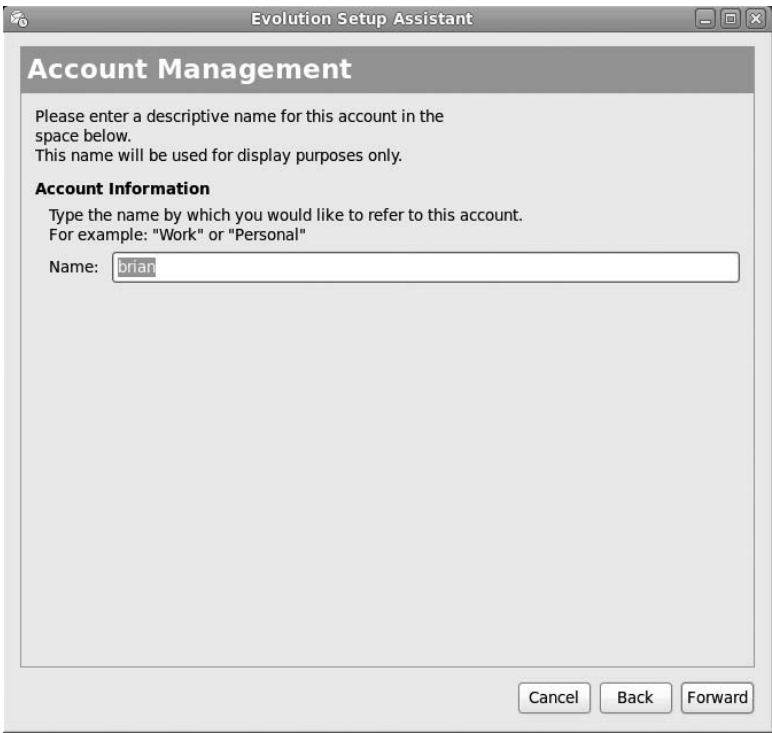 Evolution Setup Assistant
Account Management
Please enter a descriptive name for this account in the
space below.
This name will be used for display purposes only.
Account Information
Type the name by which you would like to refer to this account.
For example: "Work" or "Personal"
Name: brian
Cancel Back Forward